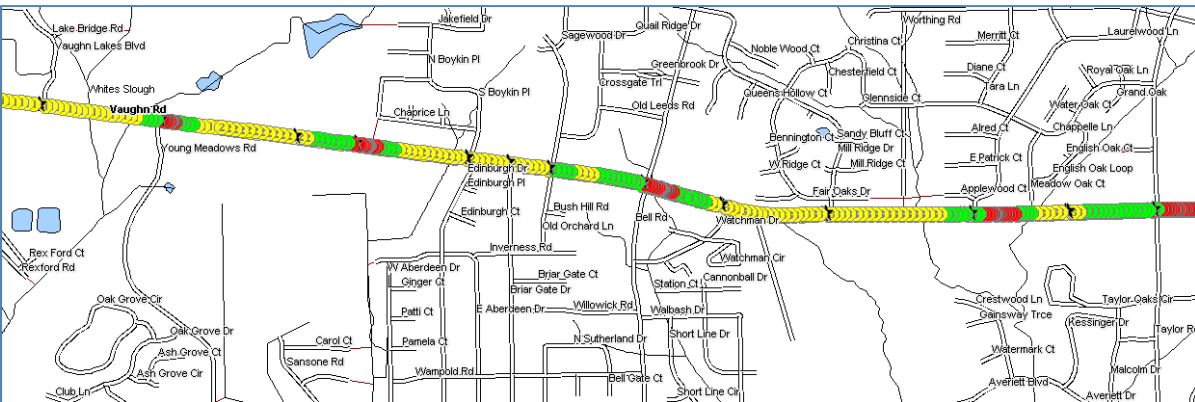 Lake Bridge Rd
Vaughn Lakes Blvd
Whites Slough
Vaughn Rd
Young Meadows Rd
Jakefield Dr
N Boykin Pl
S Boykin Pl
Chaprice Ln
Sagewood Dr
Quail Ridge Dr
Greenbrook Dr
Crossgate Trl
Old Leeds Rd
Noble Wood Ct
Queens Hollow Ct
Christina Ct
Chesterfield Ct
Glennside Ct
Worthing Rd
Merritt Ct
Diane Ct
Tara Ln
Laurelwood Ln
Royal Oak Ln
Grand Oak
Water Oak Ct
Chappelle Ln
Alred Ct
English Oak Ct
E Patrick Ct
English Oak Loop
Meadow Oak Ct
Applewood Ct
Bennington Ct
Sandy Bluff Ct
Mill Ridge Dr
W Ridge Ct
Mill Ridge Ct
Fair Oaks Dr
Edinburgh Dr
Edinburgh Pl
Edinburgh Ct
Bush Hill Rd
Old Orchard Ln
Bell Rd
Watchman Dr
Watchman Cir
Cannonball Dr
Station Ct
Inverness Rd
W Aberdeen Dr
Ginger Ct
Briar Gate Ct
Briar Gate Dr
Patti Ct
E Aberdeen Dr
Willowick Rd
Walbash Dr
Pamela Ct
N Sutherland Dr
Short Line Dr
Wampold Rd
Bell Gate Ct
Short Line Cir
Rex Ford Ct
Rexford Rd
Oak Grove Cir
Oak Grove Dr
Ash Grove Ct
Ash Grove Cir
Club Ln
Carol Ct
Sansone Rd
Crestwood Ln
Gainsway Trce
Taylor Oaks Cir
Kessinger Dr
Taylor R
Watermark Ct
Malcolm Dr
Averiett Blvd
Averiett Dr